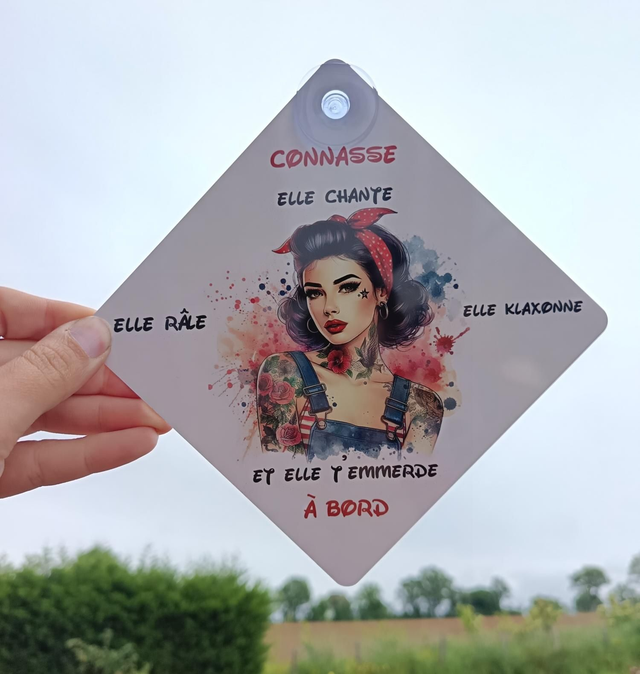 CONNASSE
ELLE CHANTE
ELLE RÂLE
ELLE KLAXONNE
ET ELLE T'EMMERDE
À BORD